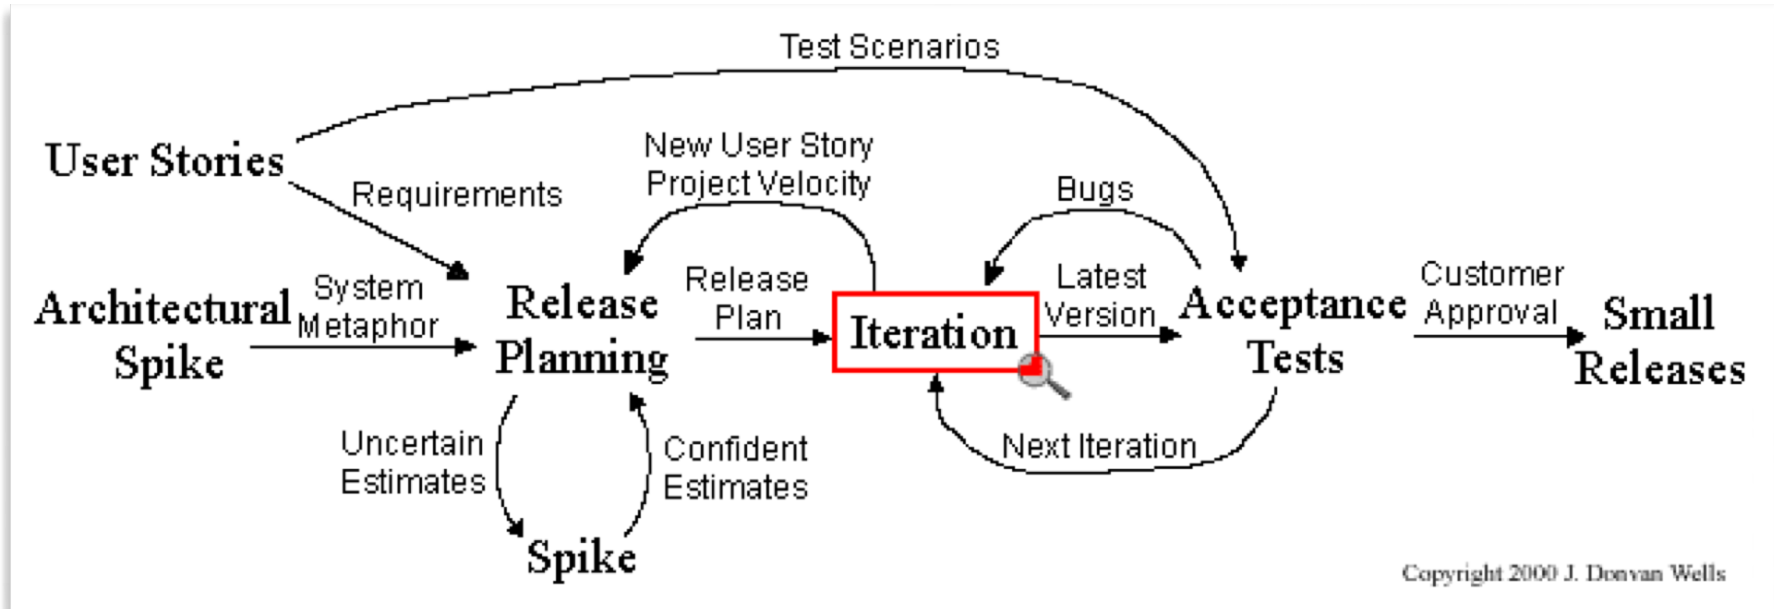 Test Scenarios
User Stories
New User Story
Project Velocity
Requirements
Bugs
Architectural
Spike
System
Metaphor
Release
Planning
Release
Plan
Iteration
Latest
Version
Acceptance
Tests
Customer
Approval
Small
Releases
Uncertain
Estimates
Confident
Estimates
Next Iteration
Spike
Copyright 2000 J. Donvan Wells